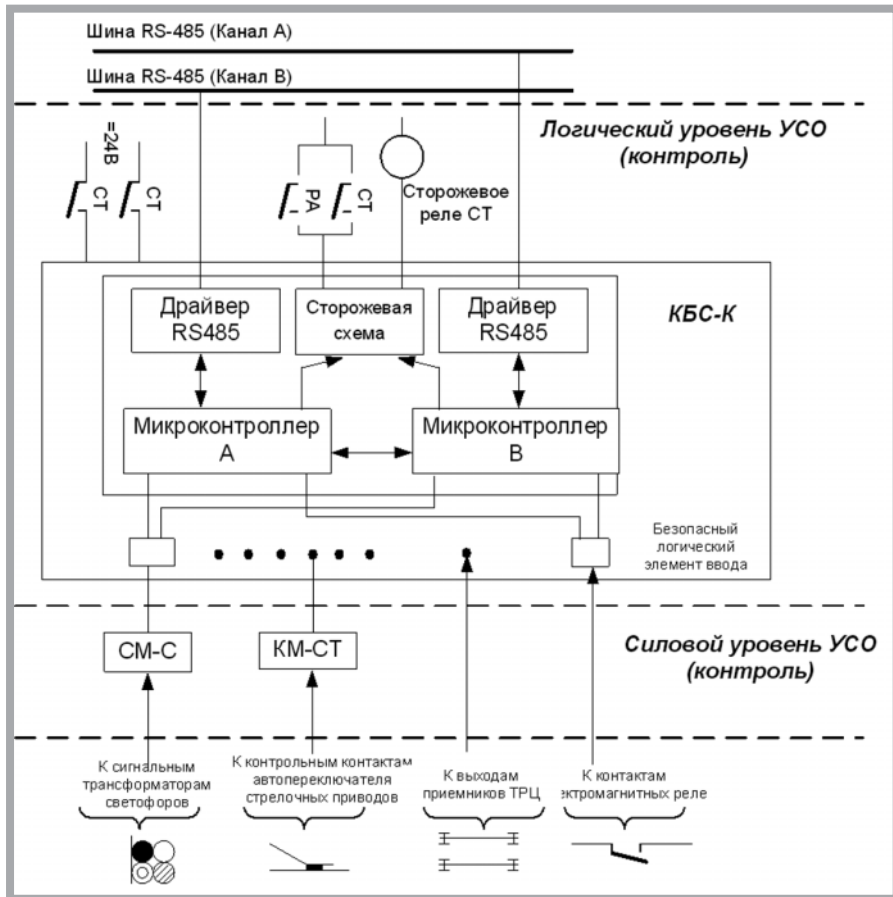 Шина RS-485 (Канал А)
Шина RS-485 (Канал В)
Логический уровень УСО
(контроль)
=24В
СТ
СТ
РА
СТ
Сторожевое
реле СТ
КБС-К
Драйвер
RS485
Сторожевая
схема
Драйвер
RS485
Микроконтроллер
А
Микроконтроллер
В
Безопасный
логический
элемент ввода
СМ-С
КМ-СТ
Силовой уровень УСО
(контроль)
К сигнальным
трансформаторам
светофоров
К контрольным контактам
автопереключателя
стрелочных приводов
К выходам
приемников ТРЦ
К контактам
ектромагнитных реле